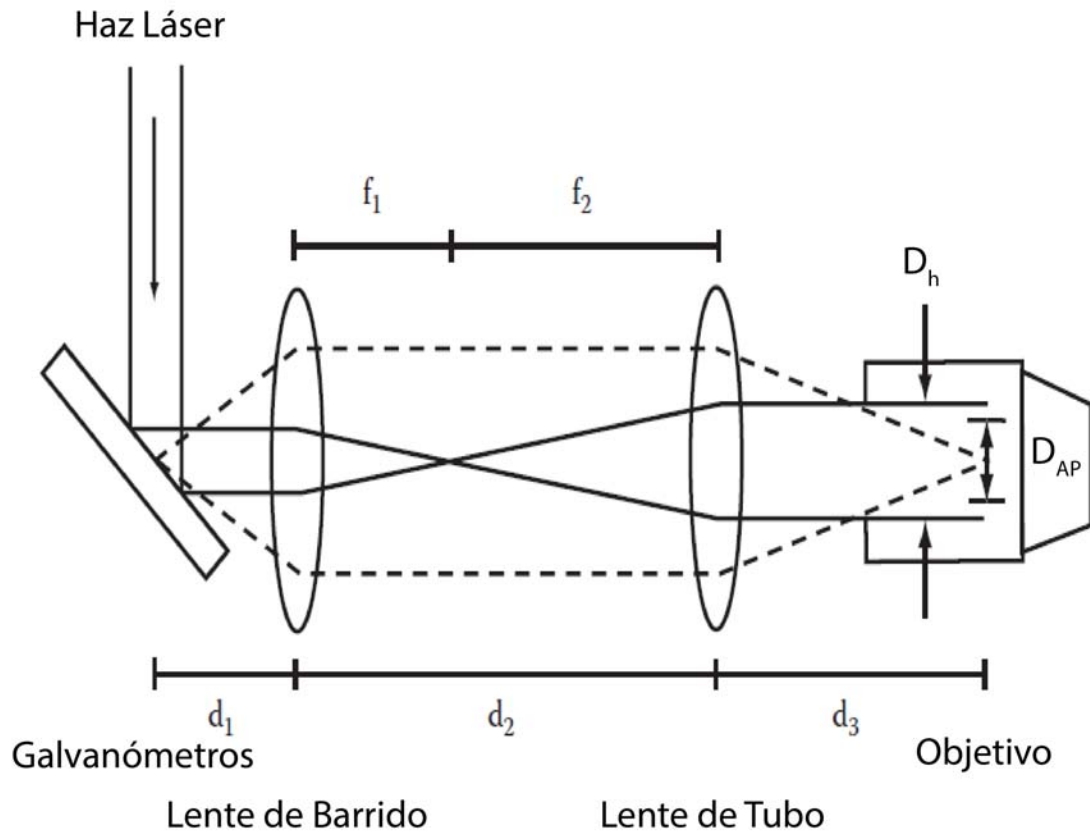 Haz Láser
f1
f2
Dh
DAP
d1
d2
d3
Galvanómetros
Objetivo
Lente de Barrido
Lente de Tubo